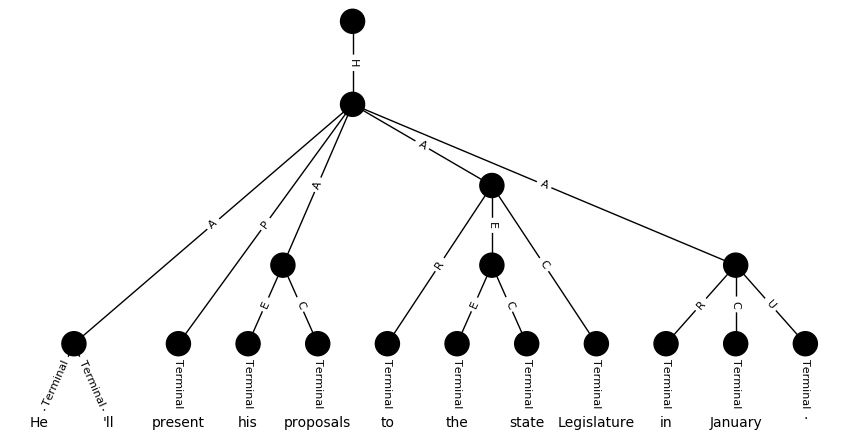 H
A
A
A
P
A
E
R
C
E
C
E
C
R
C
U
Terminal Terminal Terminal Terminal Terminal Terminal Terminal Terminal Terminal Terminal Terminal Terminal
He 'll present his proposals to the state Legislature in January .